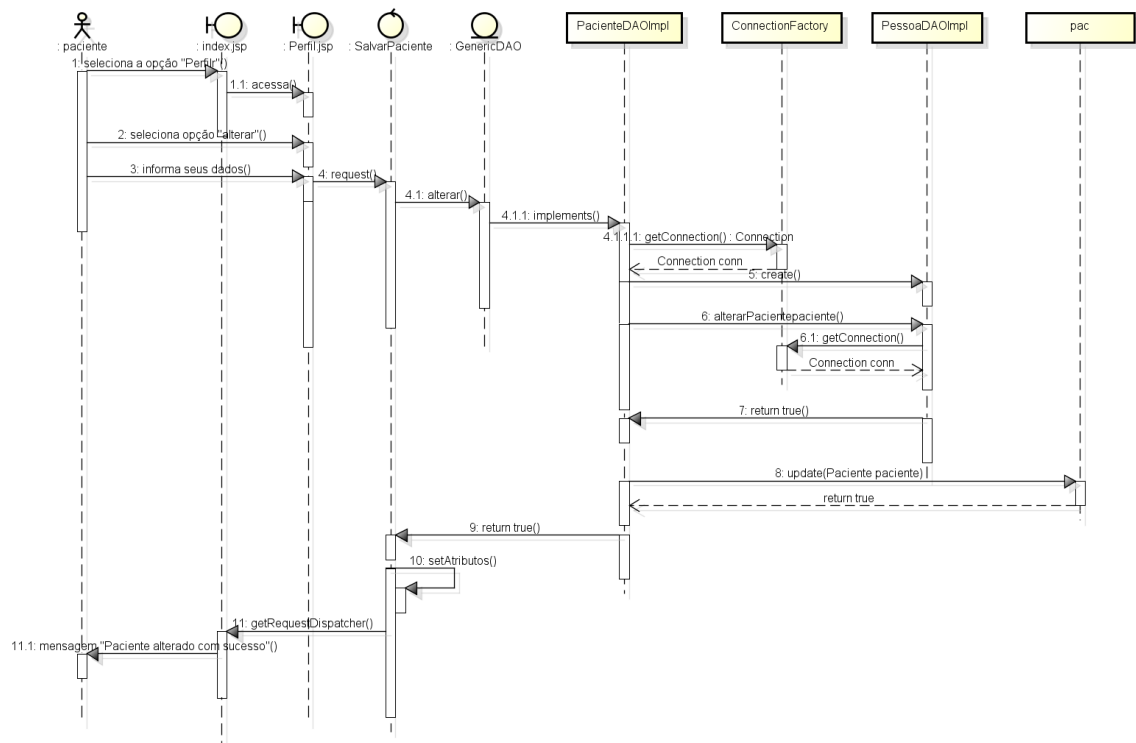 PacienteDAOImpl
ConnectionFactory
PessoaDAOImpl
pac
: paciente
: index.jsp
: Perfil.jsp
: SalvarPaciente
: GenericDAO
1: seleciona a opção "Perfilr"()
1.1: acessa()
2: seleciona opção "alterar"()
3: informa seus dados()
4: request()
4.1: alterar()
4.1.1: implements()
4.1.1.1: getConnection() : Connection
Connection conn
5: create()
6: alterarPacientepaciente()
6.1: getConnection()
Connection conn
7: return true()
8: update(Paciente paciente)
return true
9: return true()
10: setAtributos()
11: getRequestDispatcher()
11.1: mensagem "Paciente alterado com sucesso"()